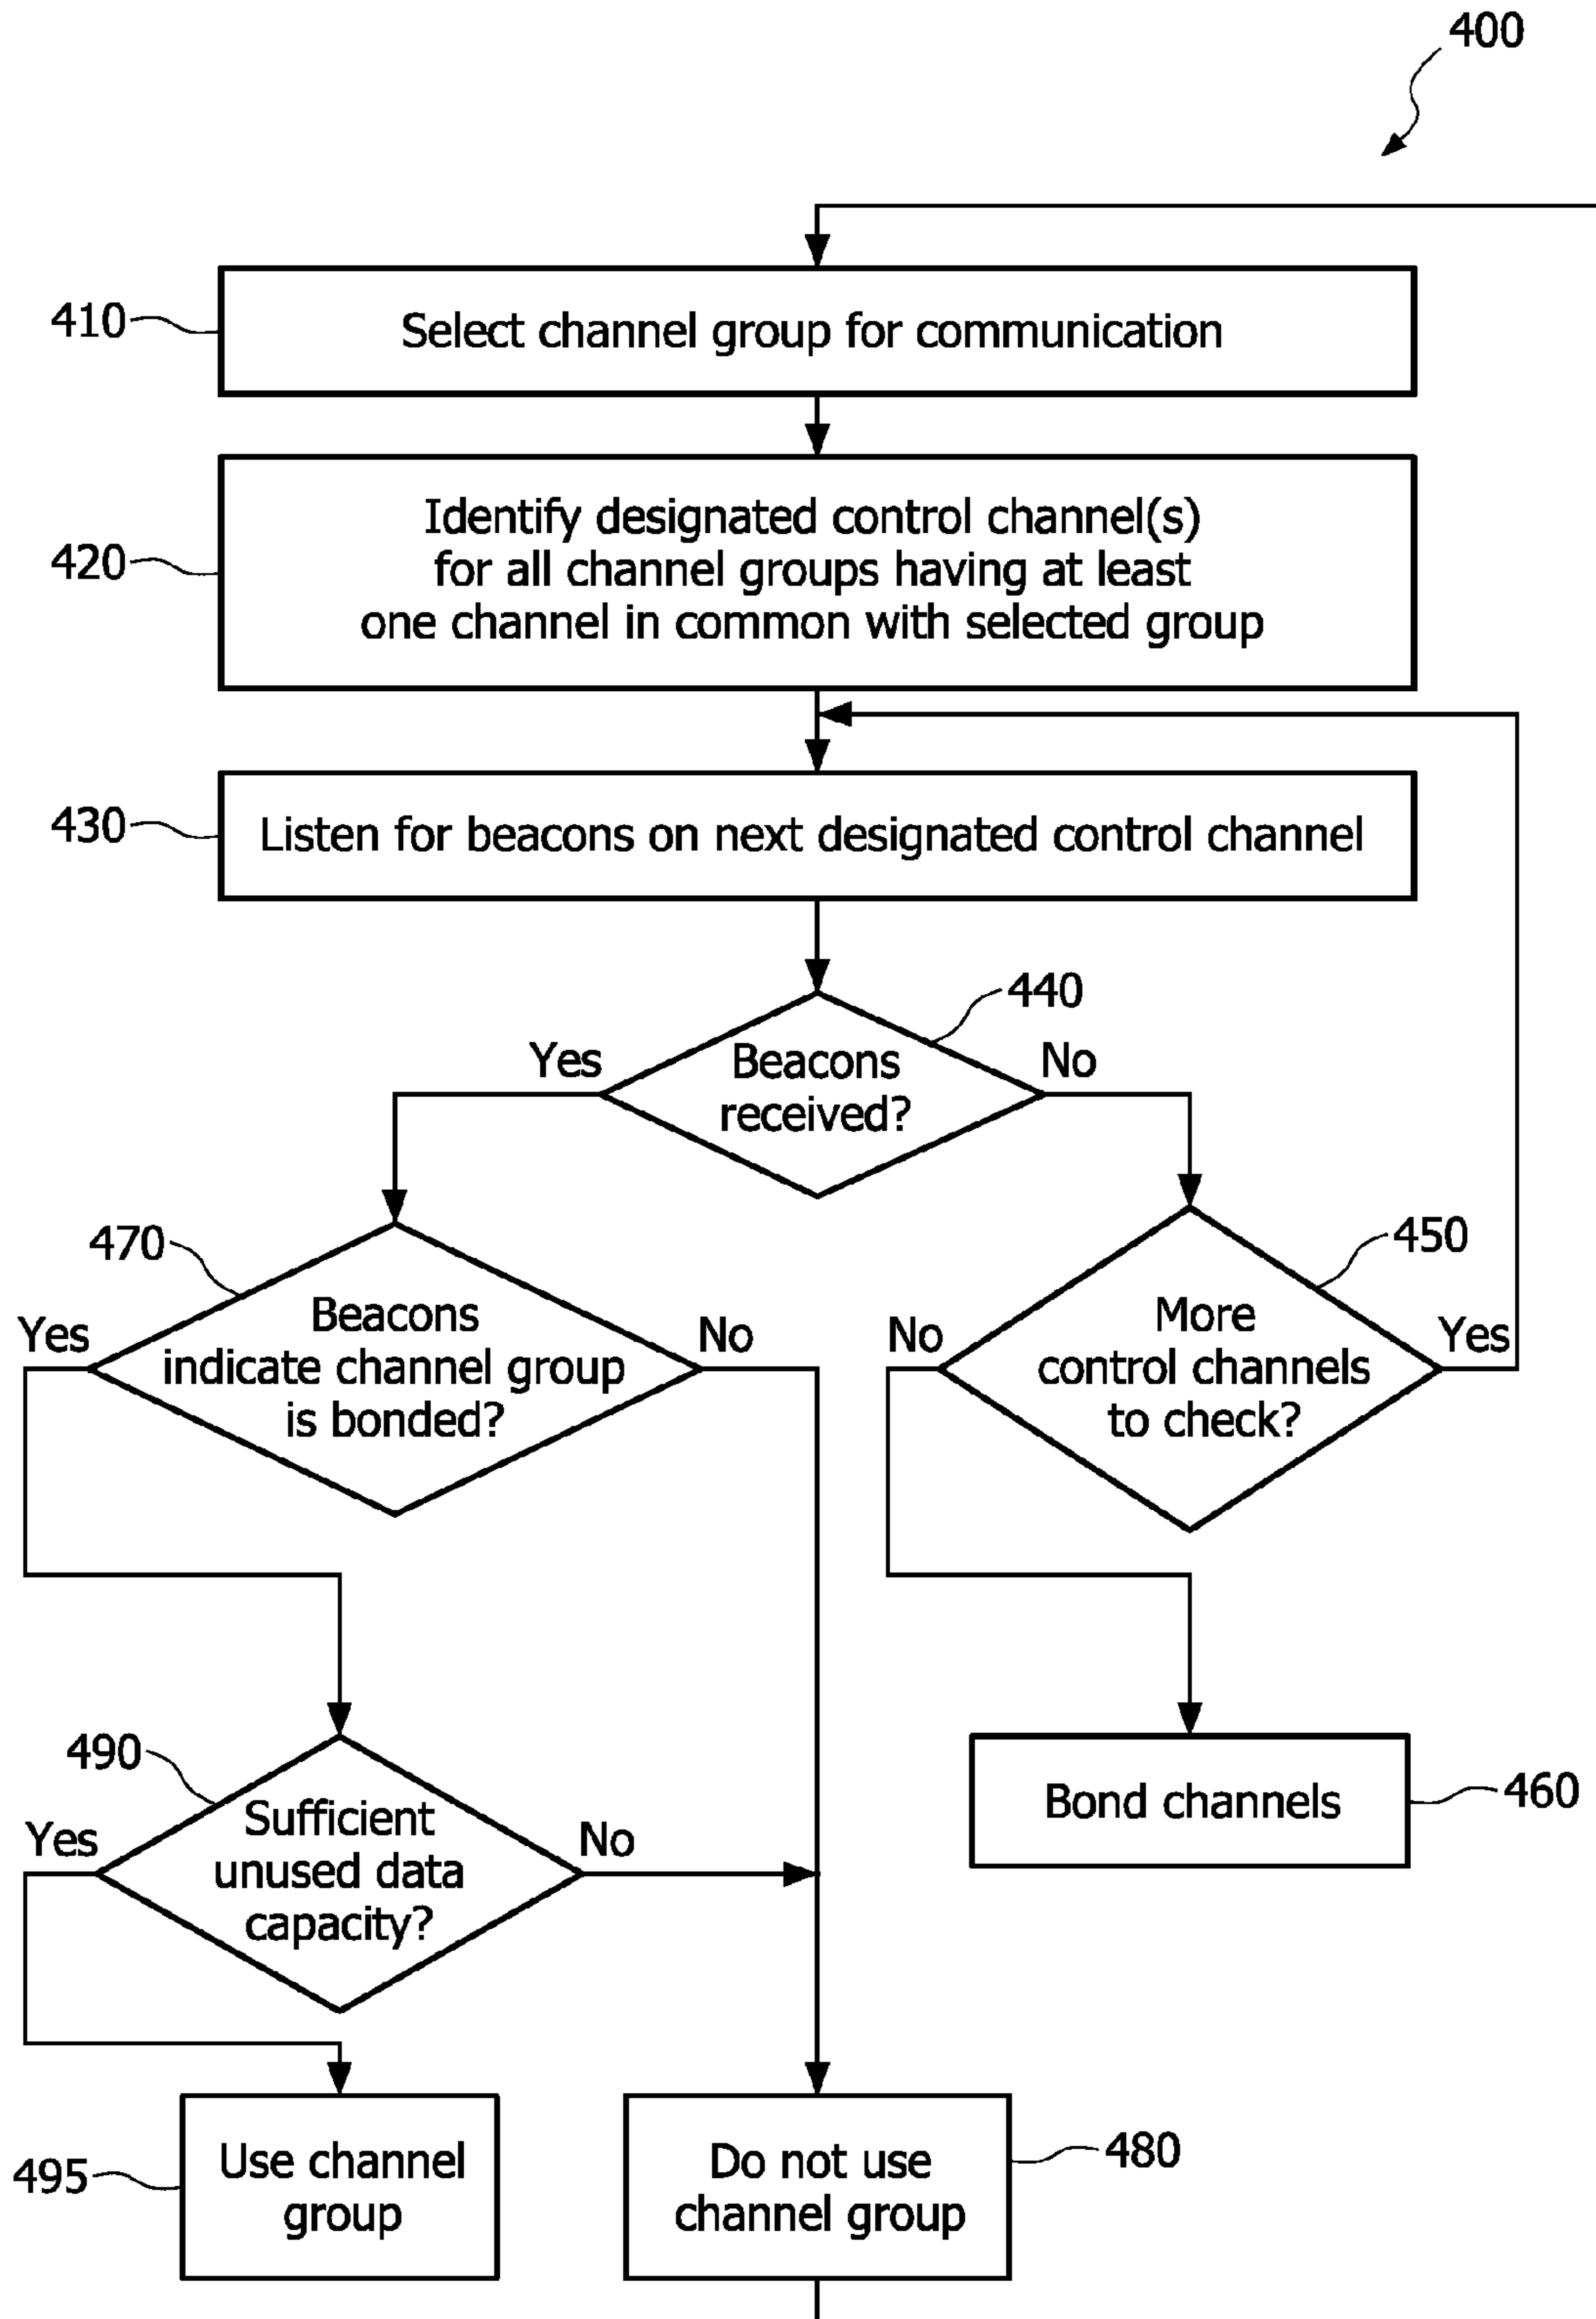 400
410
Select channel group for communication
420
Identify designated control channel(s)
for all channel groups having at least
one channel in common with selected group
430
Listen for beacons on next designated control channel
440
Yes
Beacons
received?
No
470
Yes
Beacons
indicate channel group
is bonded?
No
450
No
More
control channels
to check?
Yes
490
Yes
Sufficient
unused data
capacity?
No
Bond channels
460
495
Use channel
group
Do not use
channel group
480